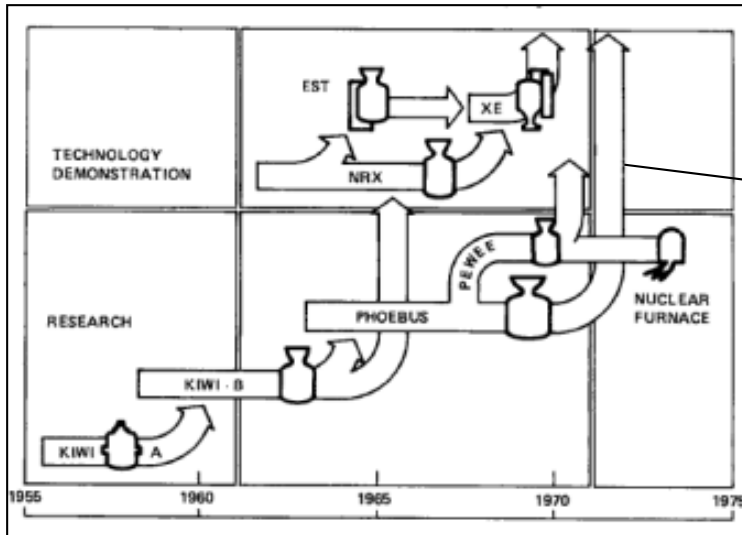 EST
XE
TECHNOLOGY
DEMONSTRATION
NRX
PEWEE
NUCLEAR
FURNACE
RESEARCH
PHOEBUS
KIWI - B
KIWI A
1955 1960 1965 1970 1975